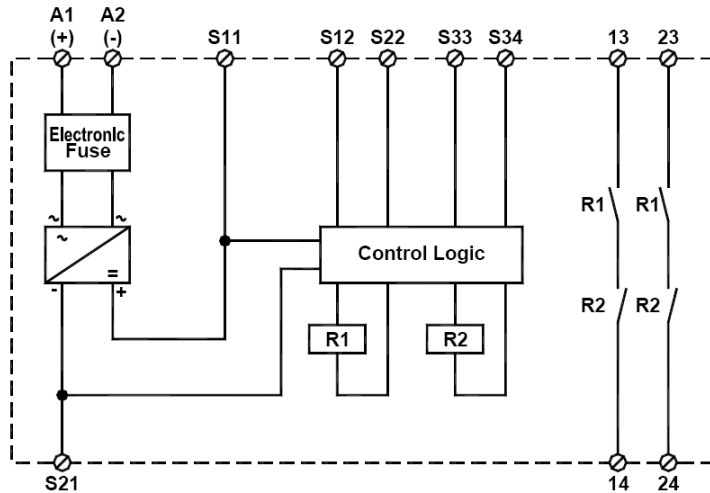 A1 A2
(+) (-) S11 S12 S22 S33 S34 13 23
Electronic
Fuse
~ ~
~
=
- +
Control Logic
R1 R2
R1 R1
R2 R2
S21 14 24